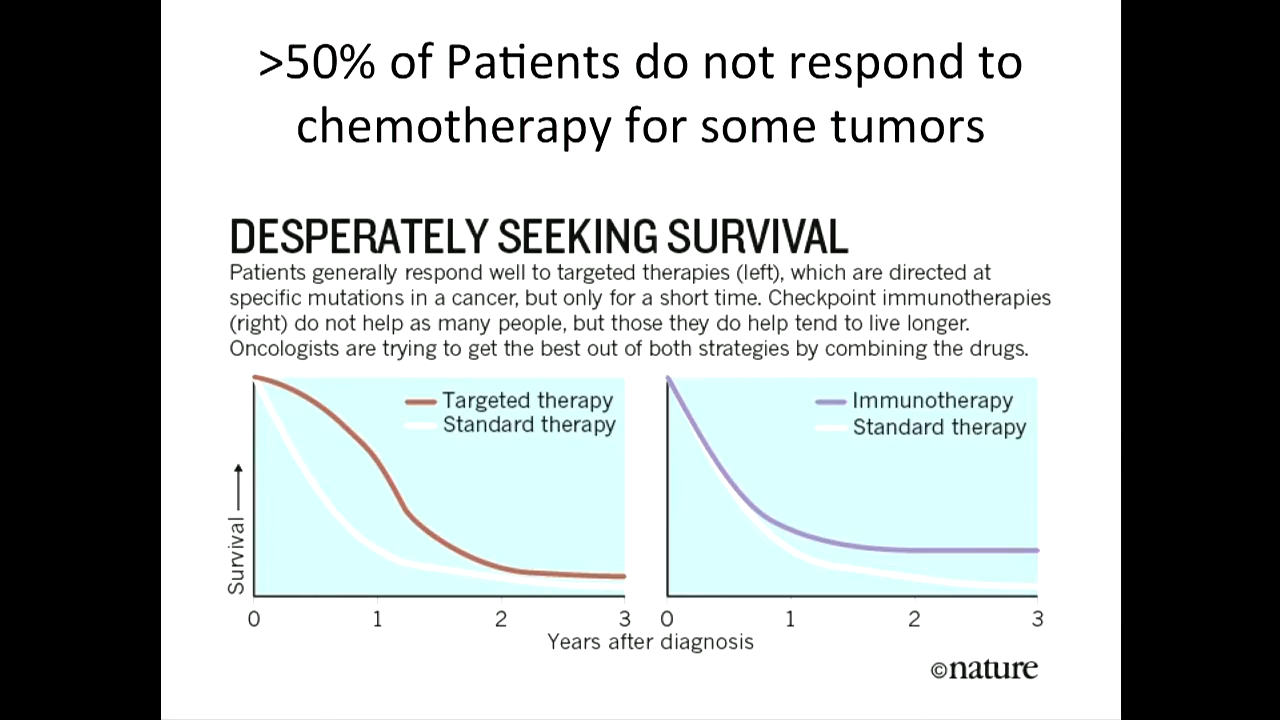 >50% of Patients do not respond to
chemotherapy for some tumors
DESPERATELY SEEKING SURVIVAL
Patients generally respond well to targeted therapies (left), which are directed at
specific mutations in a cancer, but only for a short time. Checkpoint immunotherapies
(right) do not help as many people, but those they do help tend to live longer.
Oncologists are trying to get the best out of both strategies by combining the drugs.
Targeted therapy
Standard therapy
Survival
0 1 2 3
Immunotherapy
Standard therapy
0 1 2 3
Years after diagnosis
©nature